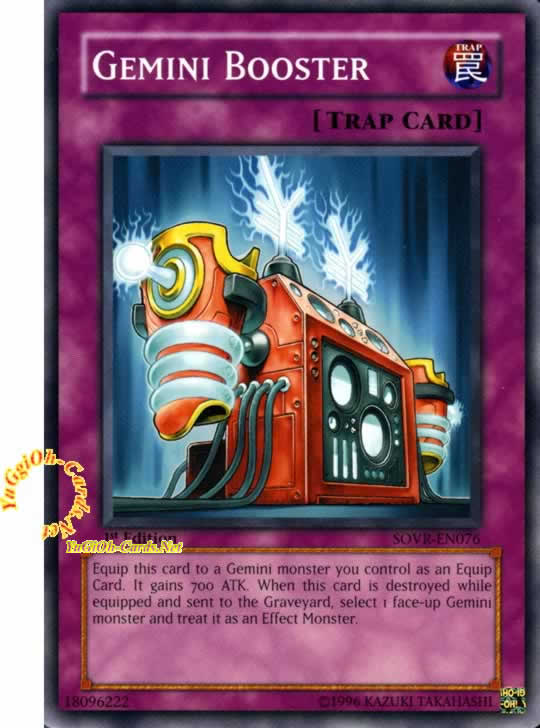 GEMINI BOOSTER
TRAP
罠
[TRAP CARD]
YuGgiOh-Cards.Net
1st Edition
SOVR-EN076
YuGiOh-Cards.Net
Equip this card to a Gemini monster you control as an Equip
Card. It gains 700 ATK. When this card is destroyed while
equipped and sent to the Graveyard, select 1 face-up Gemini
monster and treat it as an Effect Monster.
18096222
©1996 KAZUKI TAKAHASHI